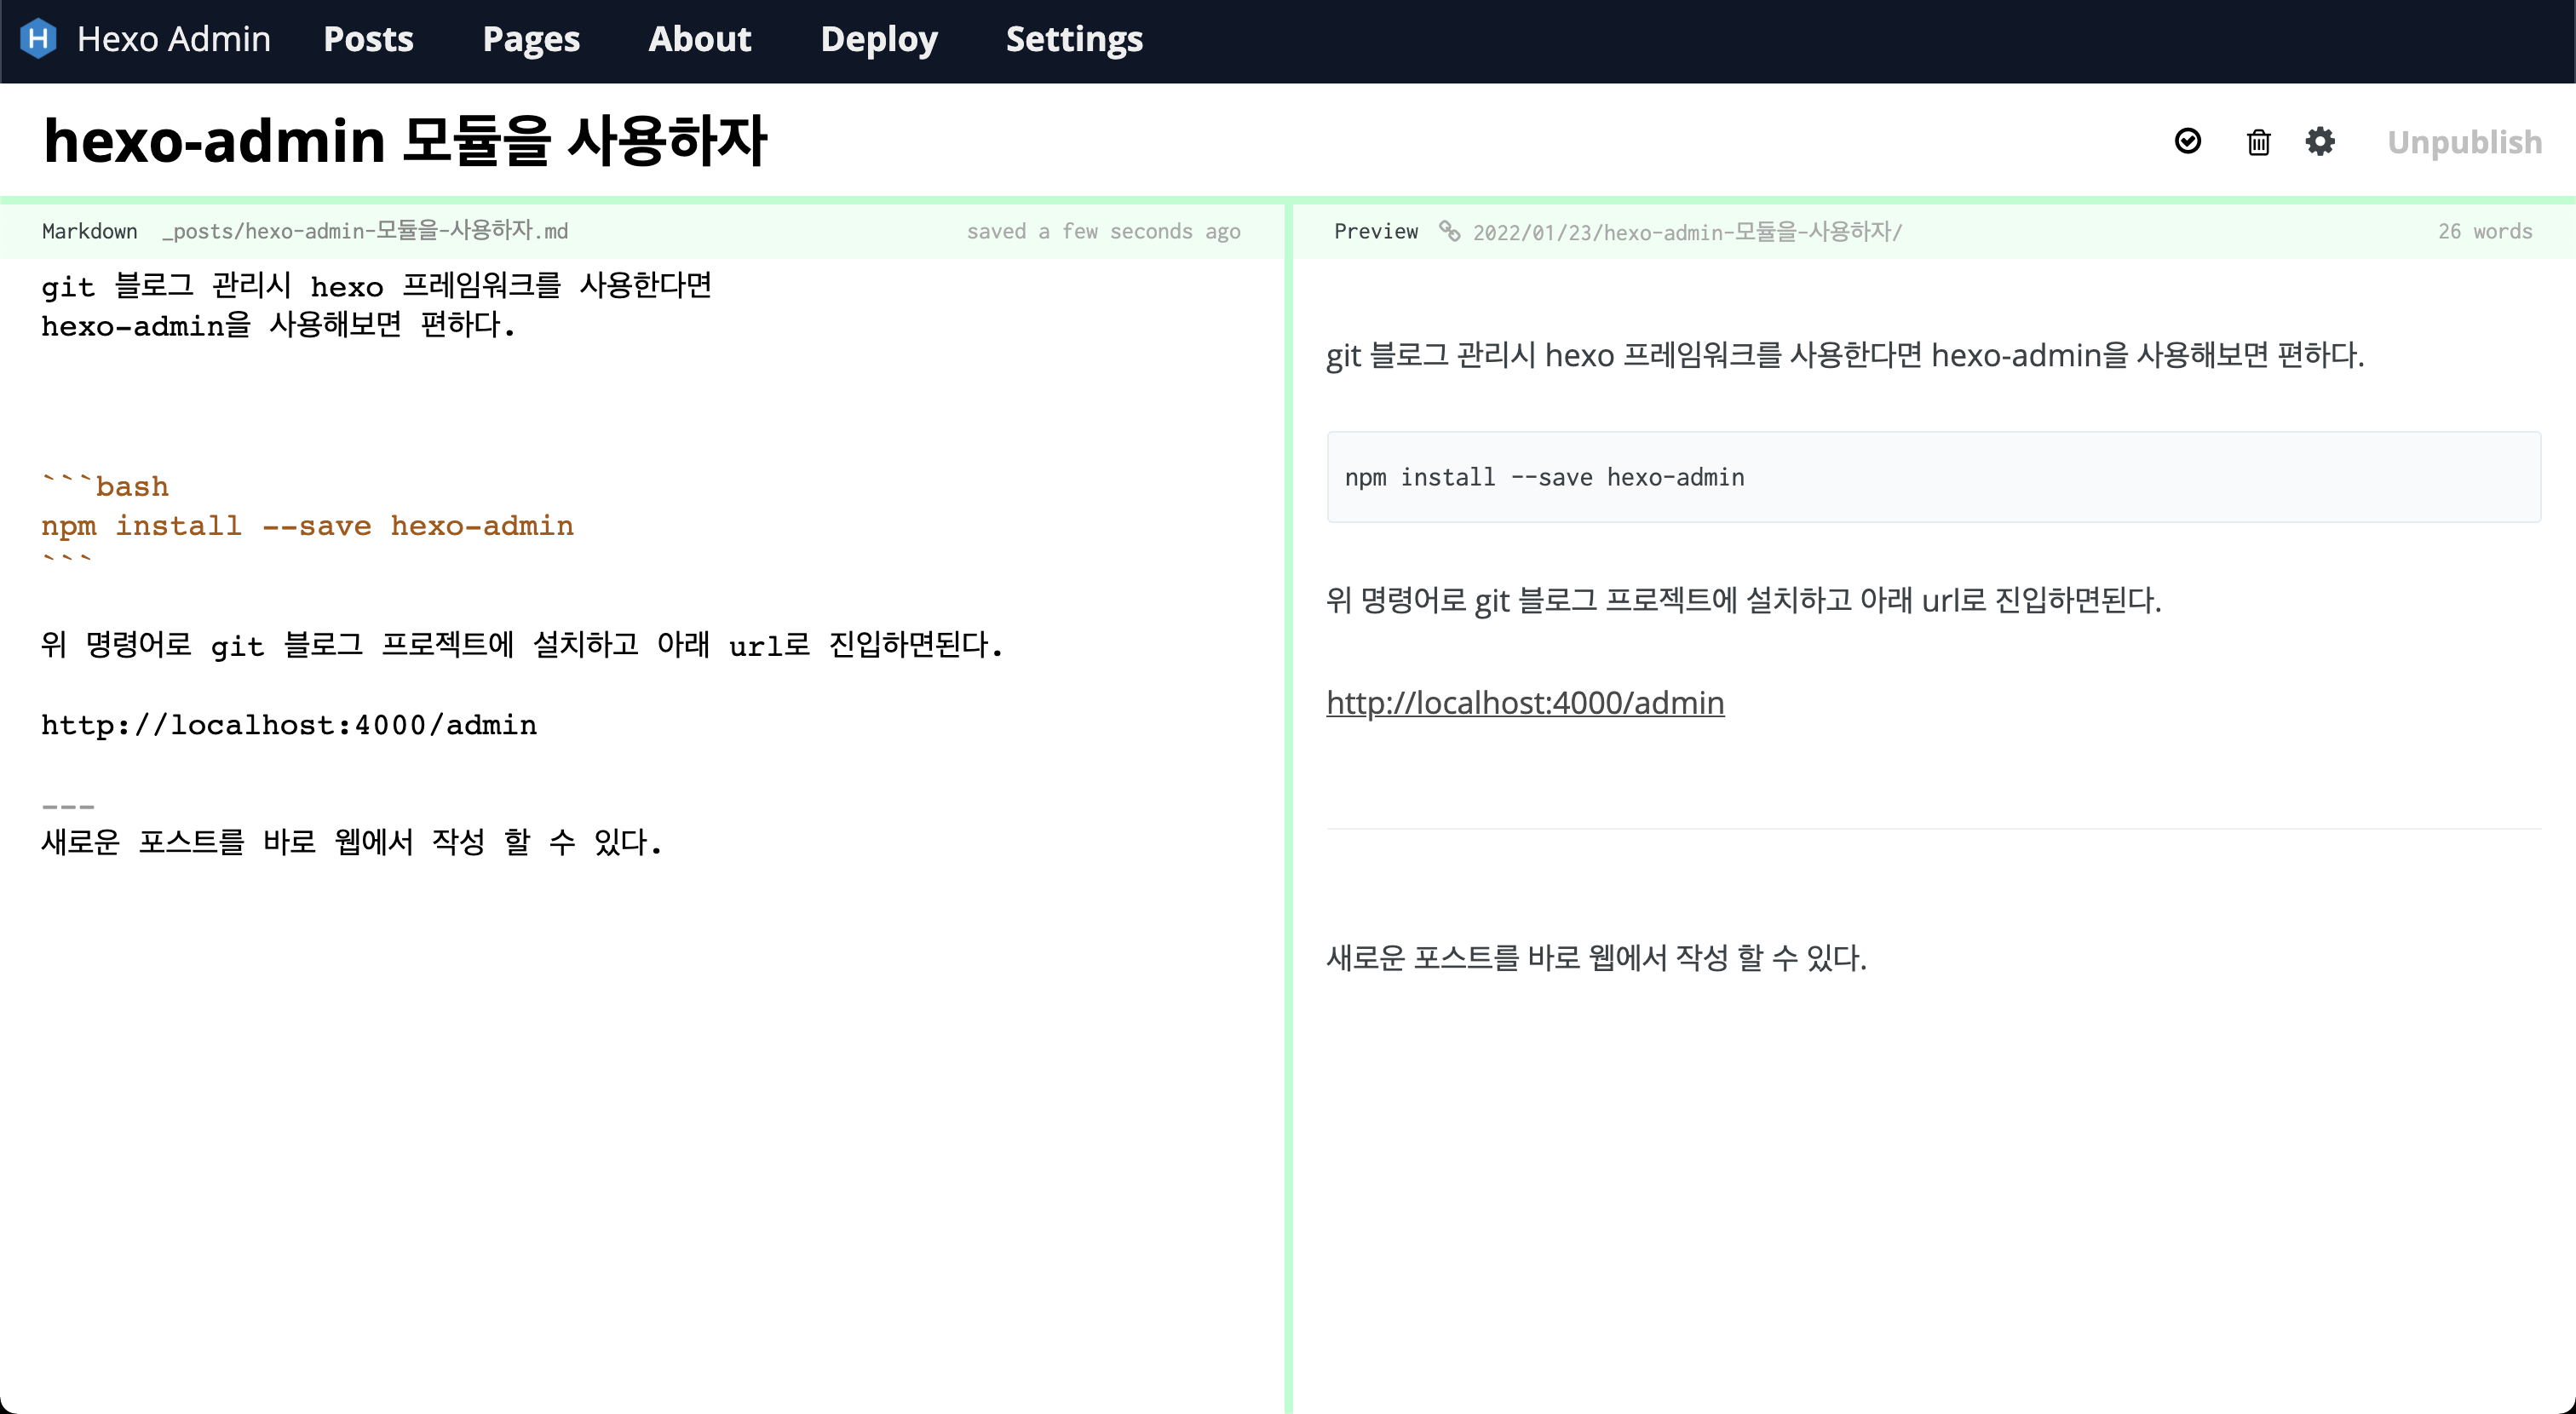 H Hexo Admin Posts Pages About Deploy Settings
hexo-admin 모듈을 사용하자
Unpublish
Markdown _posts/hexo-admin-모듈을-사용하자.md saved a few seconds ago
git 블로그 관리시 hexo 프레임워크를 사용한다면
hexo-admin을 사용해보면 편하다.
```bash
npm install --save hexo-admin
```
위 명령어로 git 블로그 프로젝트에 설치하고 아래 url로 진입하면된다.
http://localhost:4000/admin
---
새로운 포스트를 바로 웹에서 작성 할 수 있다.
Preview 2022/01/23/hexo-admin-모듈을-사용하자/ 26 words
git 블로그 관리시 hexo 프레임워크를 사용한다면 hexo-admin을 사용해보면 편하다.
npm install --save hexo-admin
위 명령어로 git 블로그 프로젝트에 설치하고 아래 url로 진입하면된다.
http://localhost:4000/admin
새로운 포스트를 바로 웹에서 작성 할 수 있다.